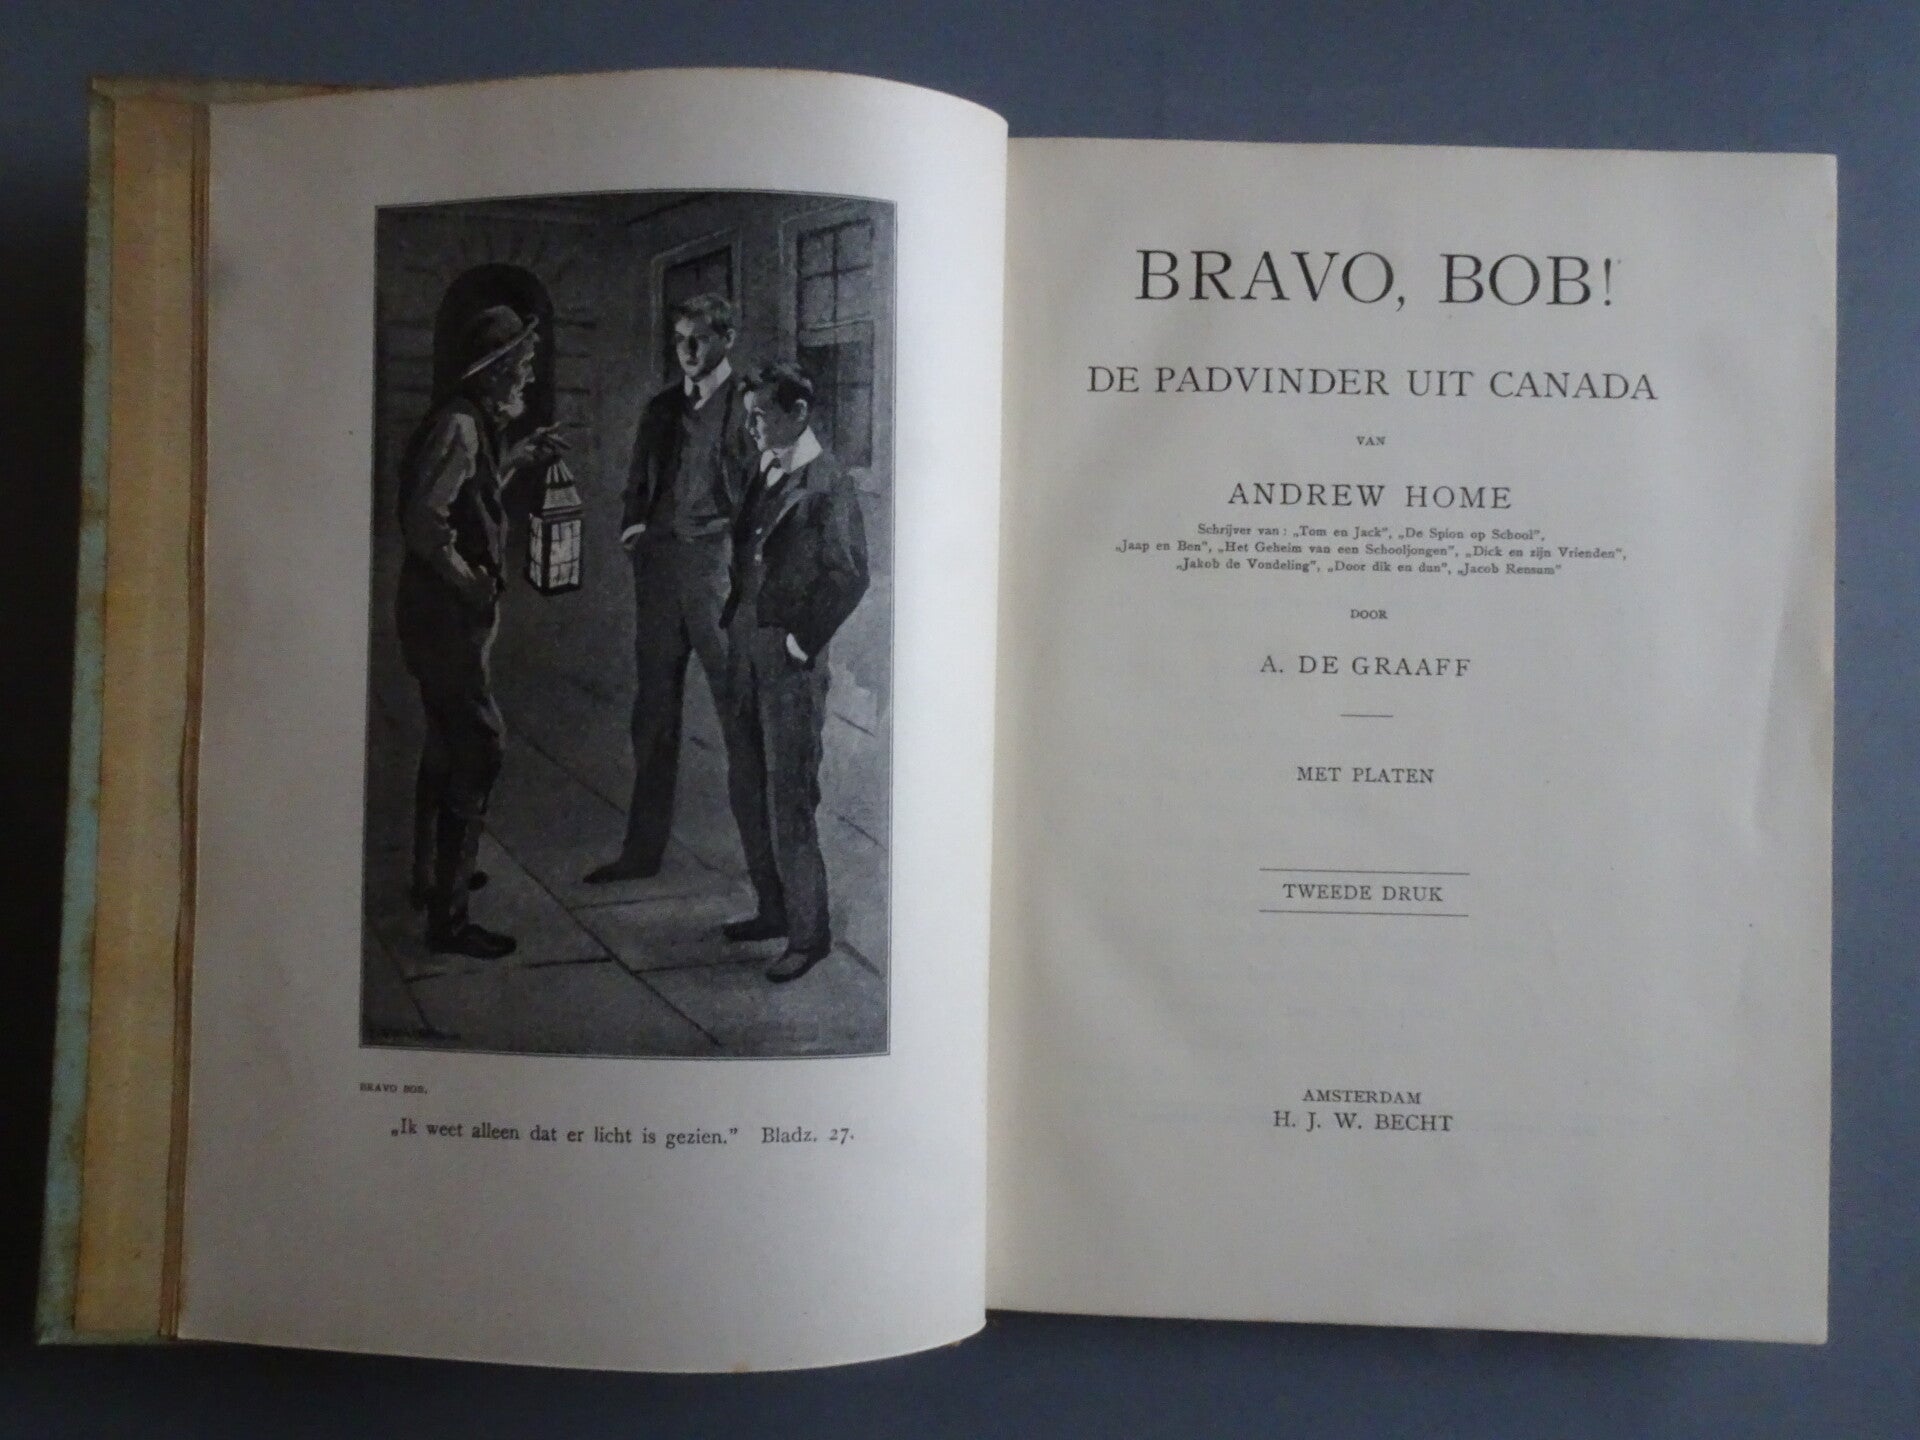 BRAVO BOB.
„Ik weet alleen dat er licht is gezien.” Bladz. 27.
BRAVO, BOB!
DE PADVINDER UIT CANADA
VAN
ANDREW HOME
Schrijver van: „Tom en Jack”, „De Spion op School”,
„Jaap en Ben”, „Het Geheim van een Schooljongen”, „Dick en zijn Vrienden”,
„Jakob de Vondeling”, „Door dik en dun”, „Jacob Rensum”
DOOR
A. DE GRAAFF
MET PLATEN
TWEEDE DRUK
AMSTERDAM
H. J. W. BECHT